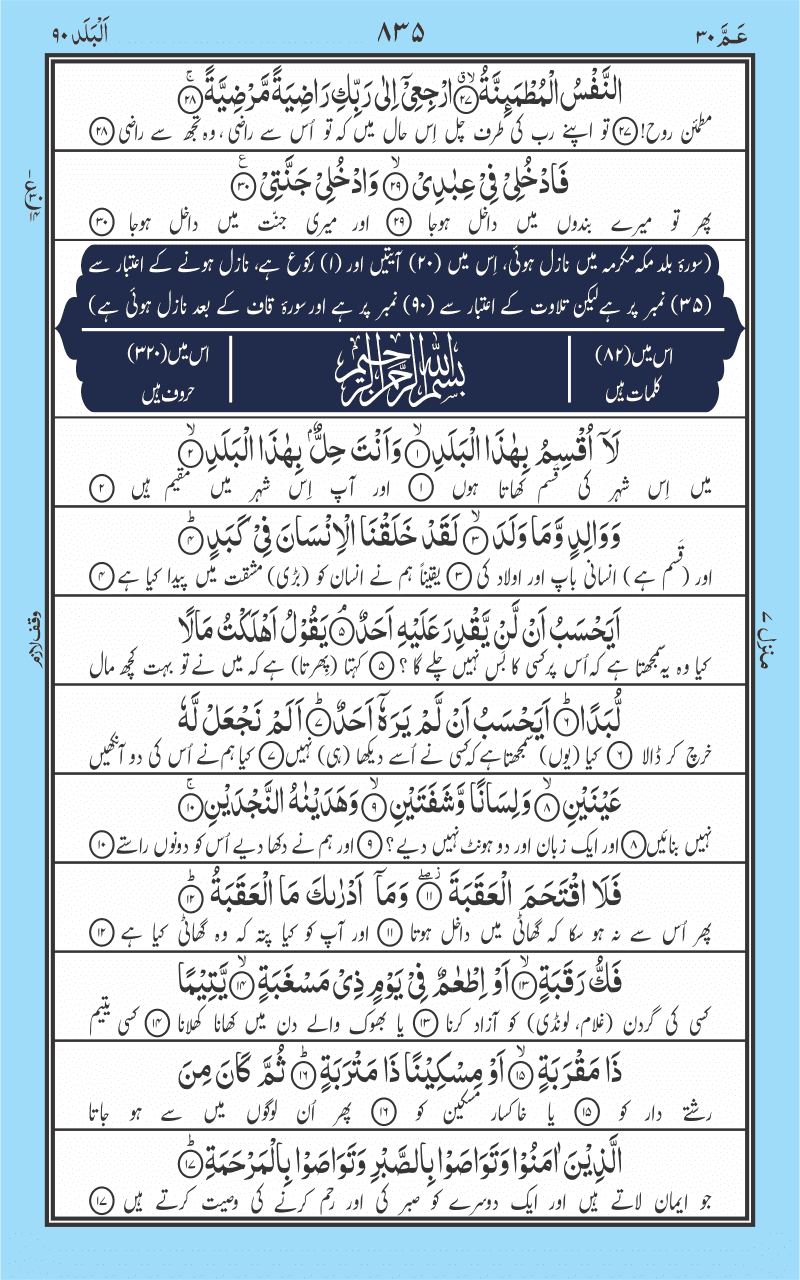 عَـمَّ ٣٠
٨٣٥
اَلْبَلَد ٩٠
النَّفْسُ الْمُطْمَئِنَّةُ ﴿٢٧﴾ ارْجِعِيْٓ اِلٰى رَبِّكِ رَاضِيَةً مَّرْضِيَّةً ﴿٢٨﴾
مطمئن روح! ﴿٢٧﴾ تو اپنے رب کی طرف چل اِس حال میں کہ تو اُس سے راضی ، وہ تجھ سے راضی ﴿٢٨﴾
فَادْخُلِيْ فِيْ عِبٰدِيْ ﴿٢٩﴾ وَادْخُلِيْ جَنَّتِيْ ﴿٣٠﴾
پھر تو میرے بندوں میں داخل ہوجا ﴿٢٩﴾ اور میری جنّت میں داخل ہوجا ﴿٣٠﴾
(سورۂ بلد مکہ مکرمہ میں نازل ہوئی، اِس میں (٢٠) آیتیں اور (١) رکوع ہے، نازل ہونے کے اعتبار سے
(٣٥) نمبر پر ہے لیکن تلاوت کے اعتبار سے (٩٠) نمبر پر ہے اور سورۂ قاف کے بعد نازل ہوئی ہے)
اس میں (٨٢)
کلمات ہیں
بِسْمِ اللهِ الرَّحْمٰنِ الرَّحِيْمِ
اس میں (٣٢٠)
حروف ہیں
لَآ اُقْسِمُ بِهٰذَا الْبَلَدِ ﴿١﴾ وَاَنْتَ حِلٌّۢ بِهٰذَا الْبَلَدِ ﴿٢﴾
میں اِس شہر کی قَسم کھاتا ہوں ﴿١﴾ اور آپ اِس شہر میں مقیم ہیں ﴿٢﴾
وَوَالِدٍ وَّمَا وَلَدَ ﴿٣﴾ لَقَدْ خَلَقْنَا الْاِنْسَانَ فِيْ كَبَدٍ ﴿٤﴾
اور (قَسم ہے) انسانی باپ اور اولاد کی ﴿٣﴾ یقیناً ہم نے انسان کو (بڑی) مشقت میں پیدا کیا ہے ﴿٤﴾
اَيَحْسَبُ اَنْ لَّنْ يَّقْدِرَ عَلَيْهِ اَحَدٌ ﴿٥﴾ يَقُوْلُ اَهْلَكْتُ مَالًا
کیا وہ یہ سمجھتا ہے کہ اُس پر کسی کا بَس نہیں چلے گا ؟ ﴿٥﴾ کہتا (پِھرتا) ہے کہ میں نے تو بہت کچھ مال
لُّبَدًا ﴿٦﴾ اَيَحْسَبُ اَنْ لَّمْ يَرَهٗٓ اَحَدٌ ﴿٧﴾ اَلَمْ نَجْعَلْ لَّهٗ
خرچ کر ڈالا ﴿٦﴾ کیا (یوں) سمجھتا ہے کہ کسی نے اُسے دیکھا (ہی) نہیں ﴿٧﴾ کیا ہم نے اُس کی دو آنکھیں
عَيْنَيْنِ ﴿٨﴾ وَلِسَانًا وَّشَفَتَيْنِ ﴿٩﴾ وَهَدَيْنٰهُ النَّجْدَيْنِ ﴿١٠﴾
نہیں بنائیں ﴿٨﴾ اور ایک زبان اور دو ہونٹ نہیں دیے ؟ ﴿٩﴾ اور ہم نے دکھا دیے اُس کو دونوں راستے ﴿١٠﴾
فَلَا اقْتَحَمَ الْعَقَبَةَ ﴿١١﴾ وَمَآ اَدْرٰىكَ مَا الْعَقَبَةُ ﴿١٢﴾
پھر اُس سے نہ ہو سکا کہ گھاٹی میں داخل ہوتا ﴿١١﴾ اور آپ کو کیا پتہ کہ وہ گھاٹی کیا ہے ﴿١٢﴾
فَكُّ رَقَبَةٍ ﴿١٣﴾ اَوْ اِطْعٰمٌ فِيْ يَوْمٍ ذِيْ مَسْغَبَةٍ ﴿١٤﴾ يَّتِيْمًا
کسی کی گردن (غلام، لونڈی) کو آزاد کرنا ﴿١٣﴾ یا بھوک والے دن میں کھانا کھلانا ﴿١٤﴾ کسی یتیم
ذَا مَقْرَبَةٍ ﴿١٥﴾ اَوْ مِسْكِيْنًا ذَا مَتْرَبَةٍ ﴿١٦﴾ ثُمَّ كَانَ مِنَ
رشتے دار کو ﴿١٥﴾ یا خاکسار مسکین کو ﴿١٦﴾ پھر اُن لوگوں میں سے ہو جاتا
الَّذِيْنَ اٰمَنُوْا وَتَوَاصَوْا بِالصَّبْرِ وَتَوَاصَوْا بِالْمَرْحَمَةِ ﴿١٧﴾
جو ایمان لاتے ہیں اور ایک دوسرے کو صبر کی اور رحم کرنے کی وصیت کرتے ہیں ﴿١٧﴾
وقف لازم
منزل ٧